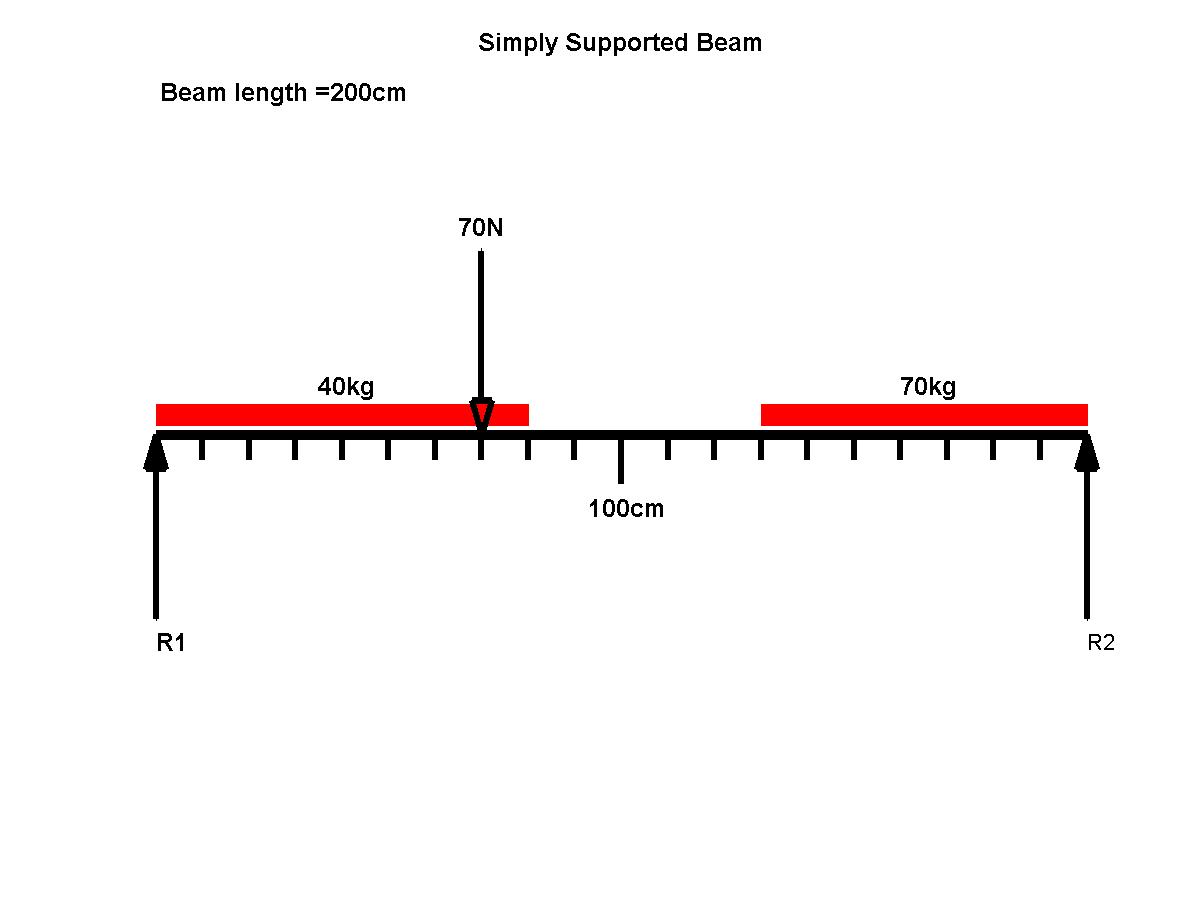 Simply Supported Beam
Beam length =200cm
70N
40kg
70kg
100cm
R1
R2